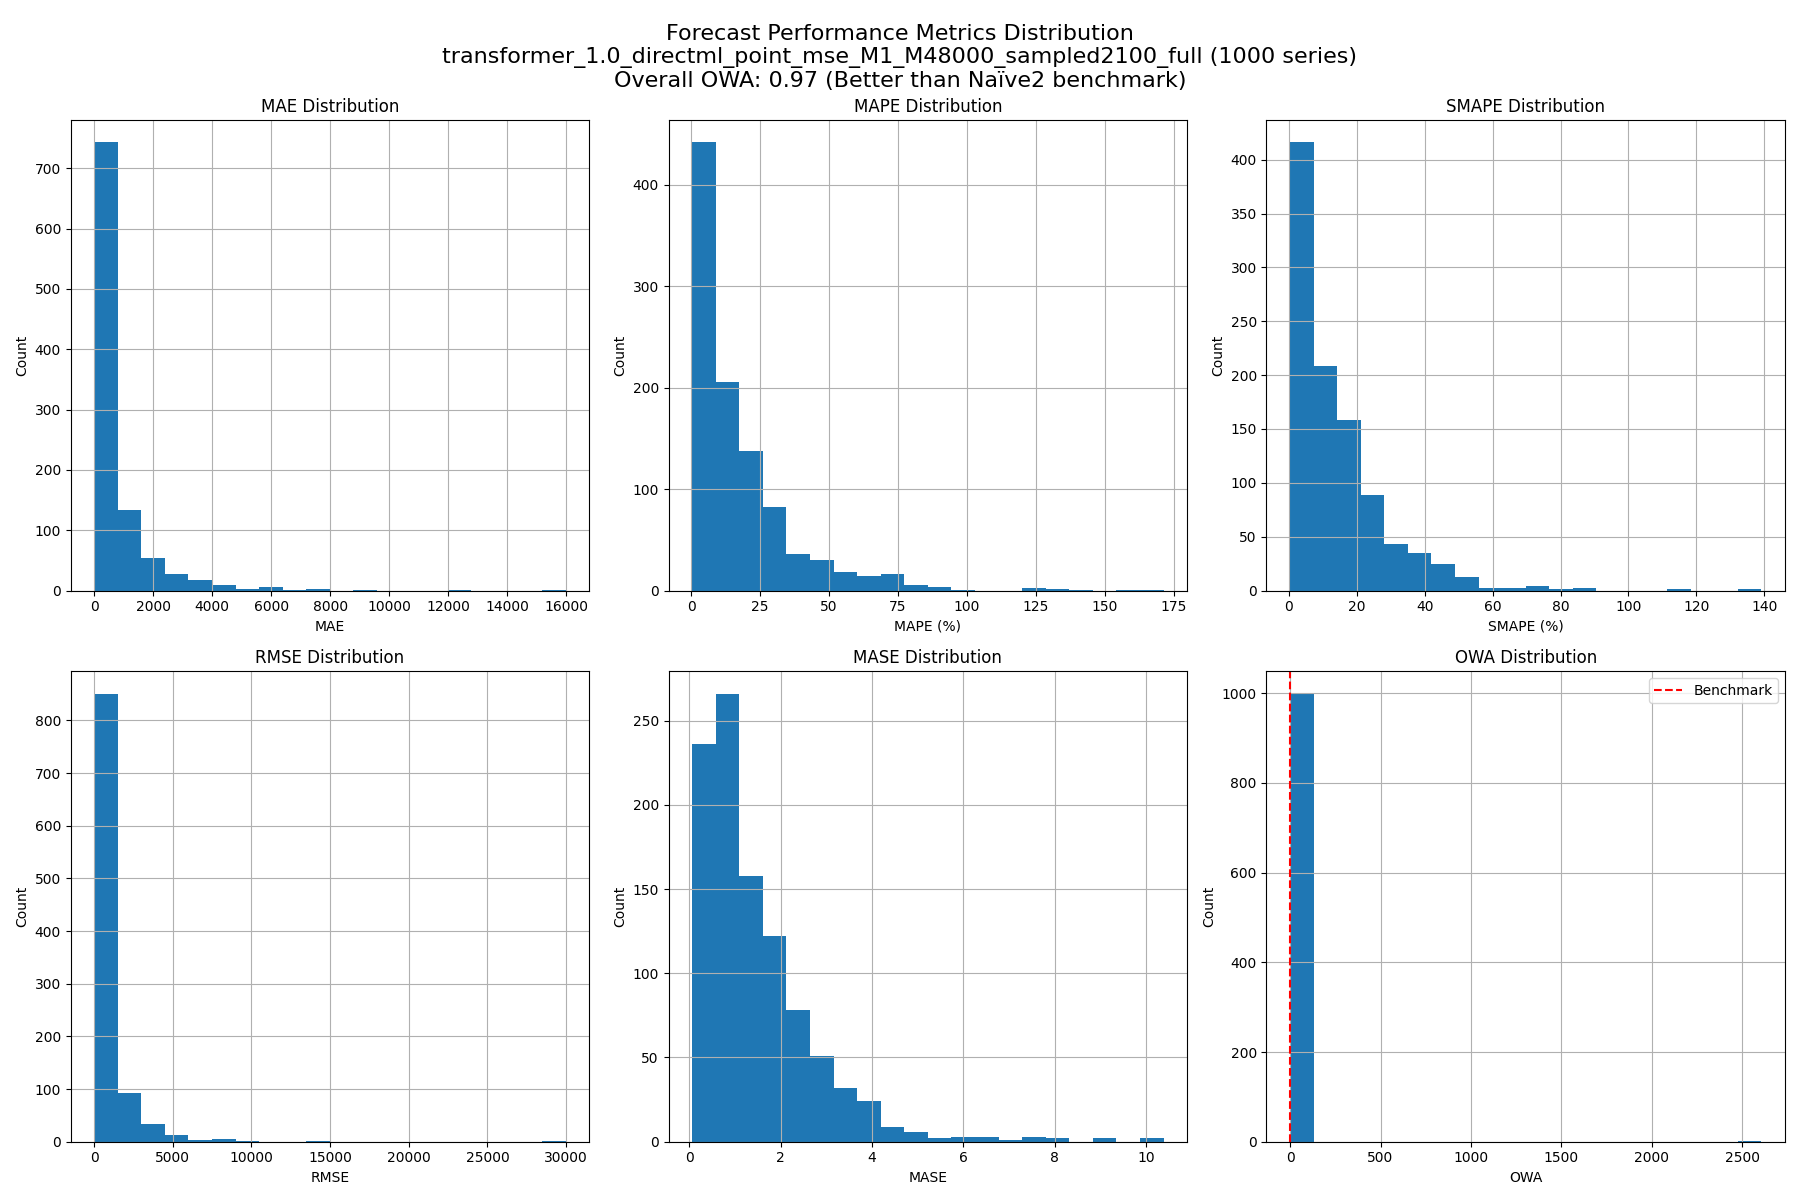 Forecast Performance Metrics Distribution
transformer_1.0_directml_point_mse_M1_M48000_sampled2100_full (1000 series)
Overall OWA: 0.97 (Better than Naïve2 benchmark)
MAE Distribution
700
600
500
400
300
200
100
0
Count
0 2000 4000 6000 8000 10000 12000 14000 16000
MAE
MAPE Distribution
400
300
200
100
0
Count
0 25 50 75 100 125 150 175
MAPE (%)
SMAPE Distribution
400
350
300
250
200
150
100
50
0
Count
0 20 40 60 80 100 120 140
SMAPE (%)
RMSE Distribution
800
700
600
500
400
300
200
100
0
Count
0 5000 10000 15000 20000 25000 30000
RMSE
MASE Distribution
250
200
150
100
50
0
Count
0 2 4 6 8 10
MASE
OWA Distribution
Benchmark
1000
800
600
400
200
0
Count
0 500 1000 1500 2000 2500
OWA